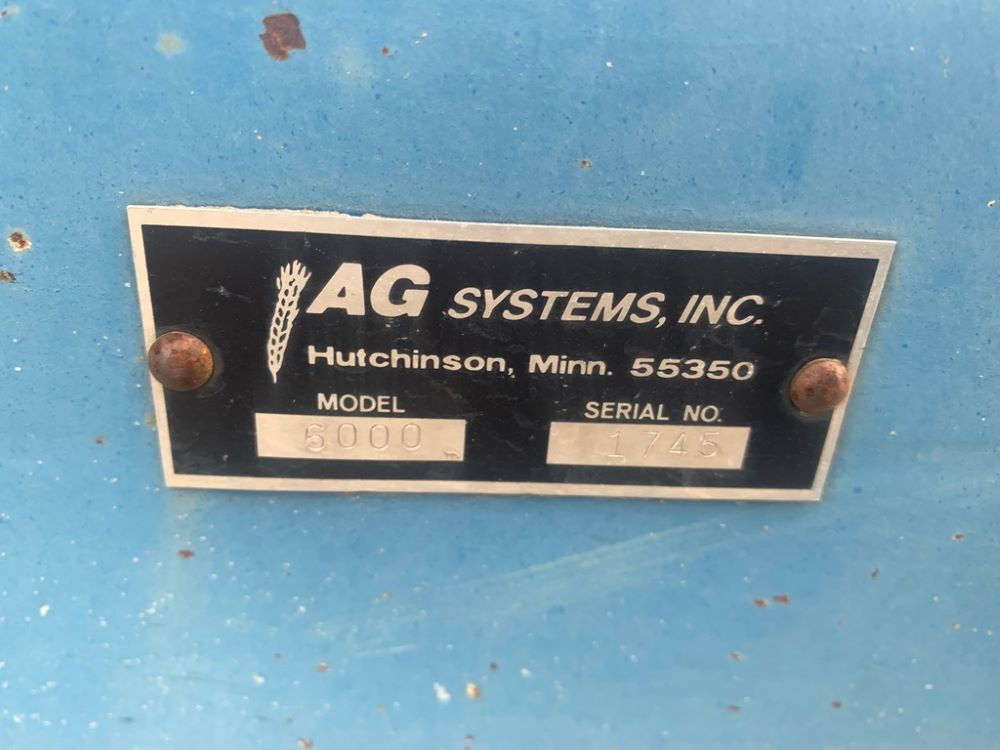 AG SYSTEMS, INC.
Hutchinson, Minn. 55350
MODEL SERIAL NO.
6000 1745